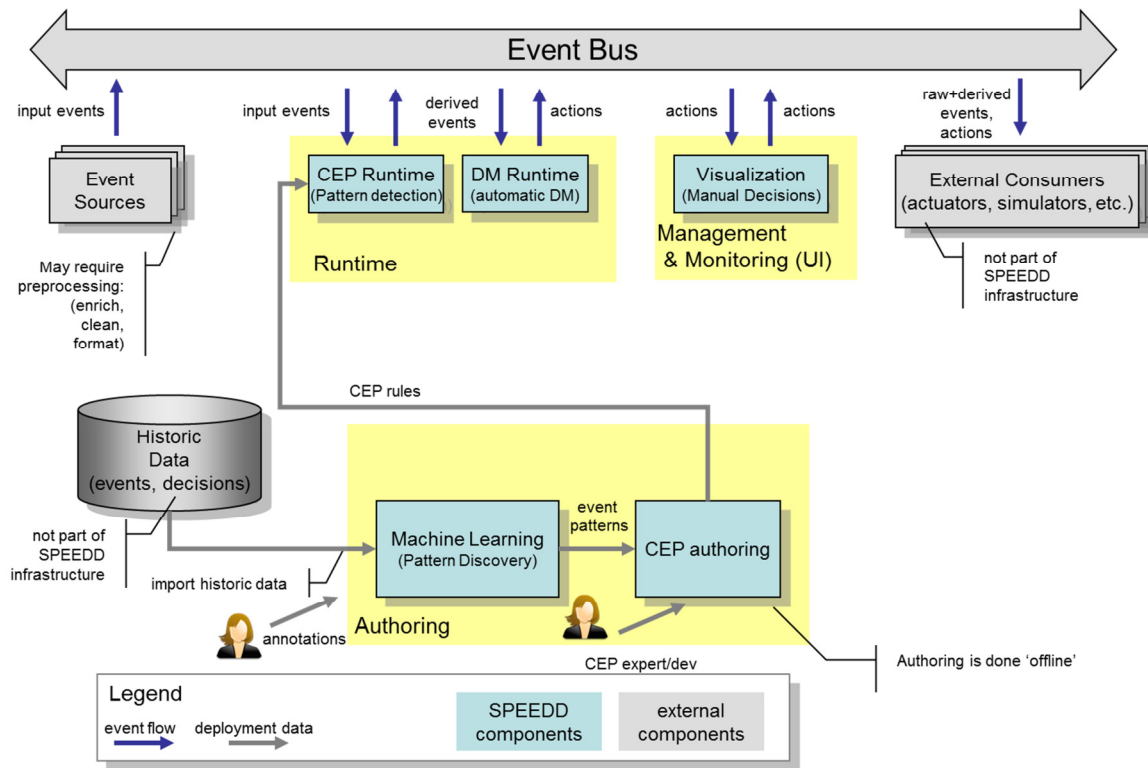 Event Bus
input events
input events
derived
events
actions
actions
actions
raw+derived
events,
actions
Event
Sources
CEP Runtime
(Pattern detection)
DM Runtime
(automatic DM)
Visualization
(Manual Decisions)
External Consumers
(actuators, simulators, etc.)
Runtime
Management
& Monitoring (UI)
May require
preprocessing:
(enrich,
clean,
format)
not part of
SPEEDD
infrastructure
CEP rules
Historic
Data
(events, decisions)
not part of
SPEEDD
infrastructure
Machine Learning
(Pattern Discovery)
event
patterns
CEP authoring
import historic data
annotations
Authoring
CEP expert/dev
Authoring is done ‘offline’
Legend
event flow
deployment data
SPEEDD
components
external
components